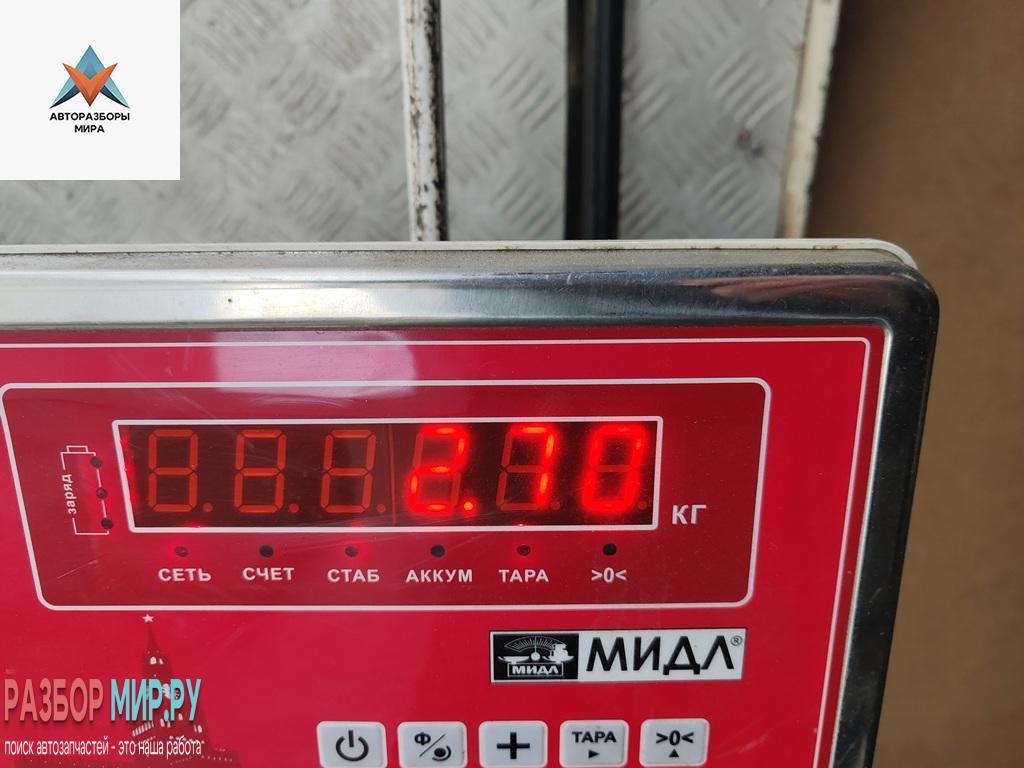 АВТОРАЗБОРЫ
МИРА
заряд
2.70
КГ
СЕТЬ СЧЕТ СТАБ АККУМ ТАРА >0<
МИДЛ МИДЛ®
РАЗБОР МИР.РУ
поиск автозапчастей - это наша работа
Ф
ТАРА
>0<